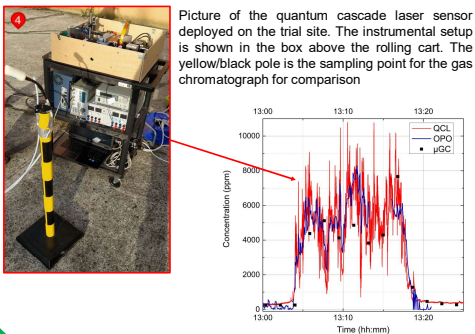 4
Picture of the quantum cascade laser sensor
deployed on the trial site. The instrumental setup
is shown in the box above the rolling cart. The
yellow/black pole is the sampling point for the gas
chromatograph for comparison
13:00 13:10 13:20
QCL
OPO
µGC
10000
8000
6000
4000
2000
0
Concentration (ppm)
13:00 13:10 13:20
Time (hh:mm)